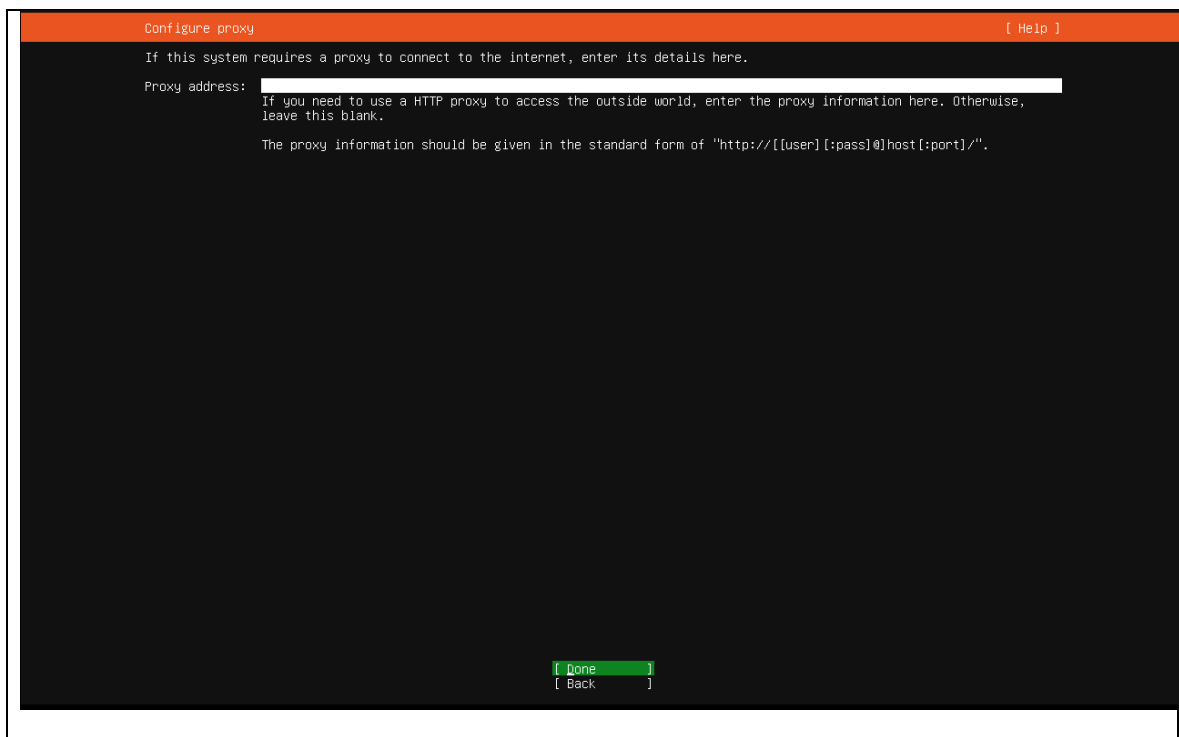 Configure proxy [ Help ]
If this system requires a proxy to connect to the internet, enter its details here.
Proxy address:
If you need to use a HTTP proxy to access the outside world, enter the proxy information here. Otherwise,
leave this blank.
The proxy information should be given in the standard form of "http://[[user][:pass]@]host[:port]/".
[ Done ]
[ Back ]